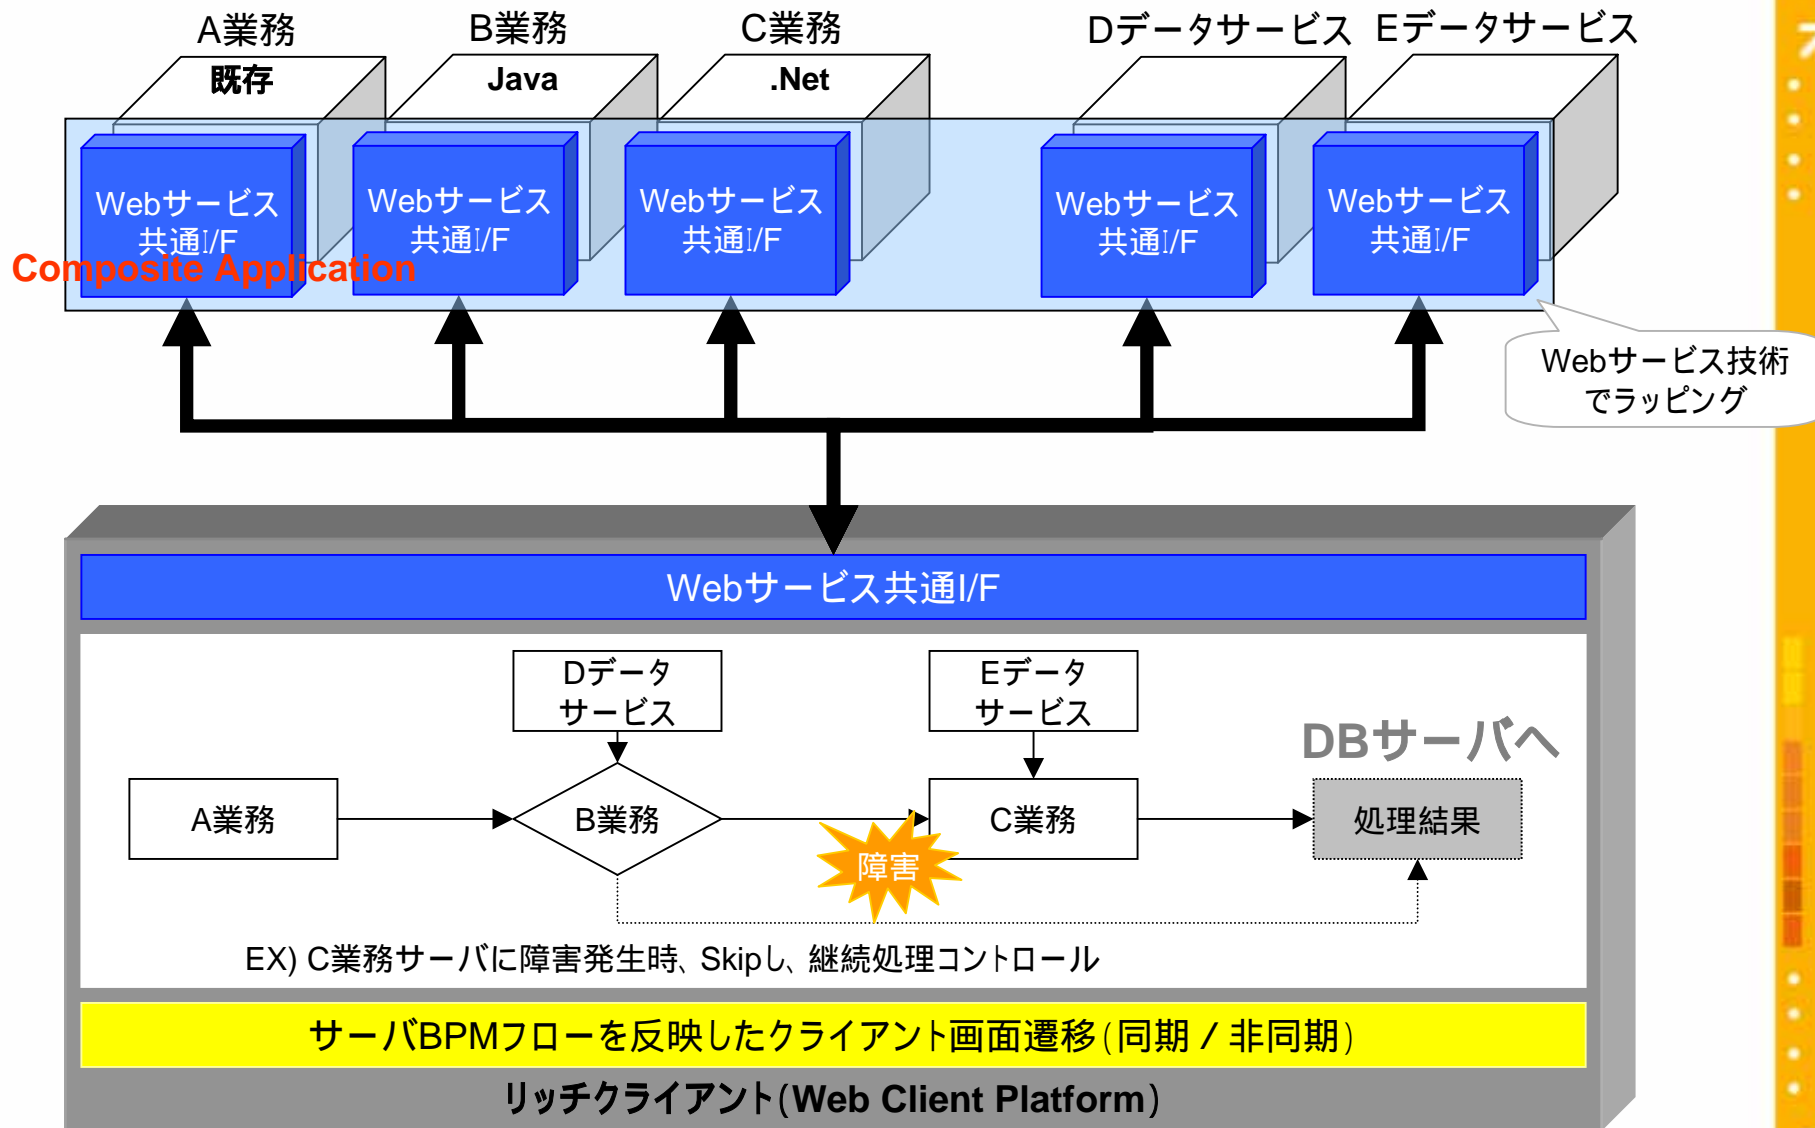 A業務
B業務
C業務
Dデータサービス
Eデータサービス
既存
Java
.Net
Webサービス
共通I/F
Webサービス
共通I/F
Webサービス
共通I/F
Webサービス
共通I/F
Webサービス
共通I/F
Composite Application
Webサービス技術
でラッピング
Webサービス共通I/F
Dデータ
サービス
Eデータ
サービス
DBサーバへ
A業務
B業務
C業務
処理結果
障害
EX) C業務サーバに障害発生時、Skipし、継続処理コントロール
サーバBPMフローを反映したクライアント画面遷移(同期/非同期)
リッチクライアント(Web Client Platform)